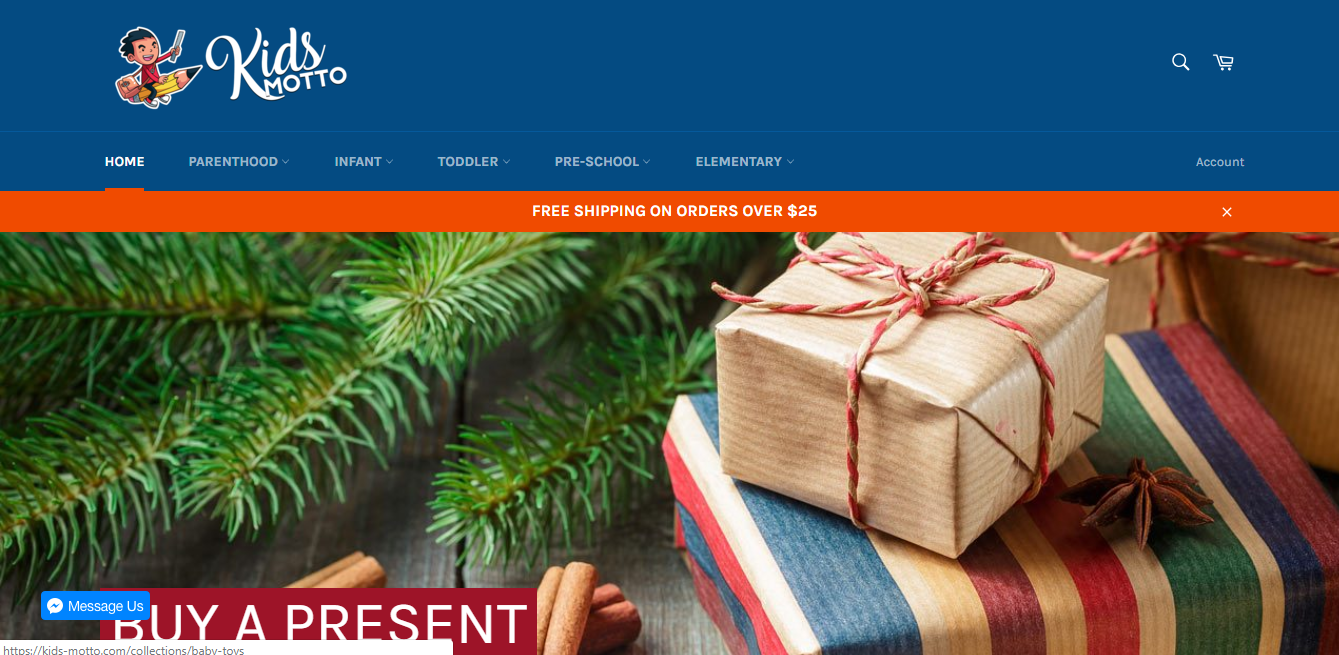 Kids
MOTTO
HOME PARENTHOOD INFANT TODDLER PRE-SCHOOL ELEMENTARY Account
FREE SHIPPING ON ORDERS OVER $25
Message Us
BUY A PRESENT
https://kids-motto.com/collections/baby-toys